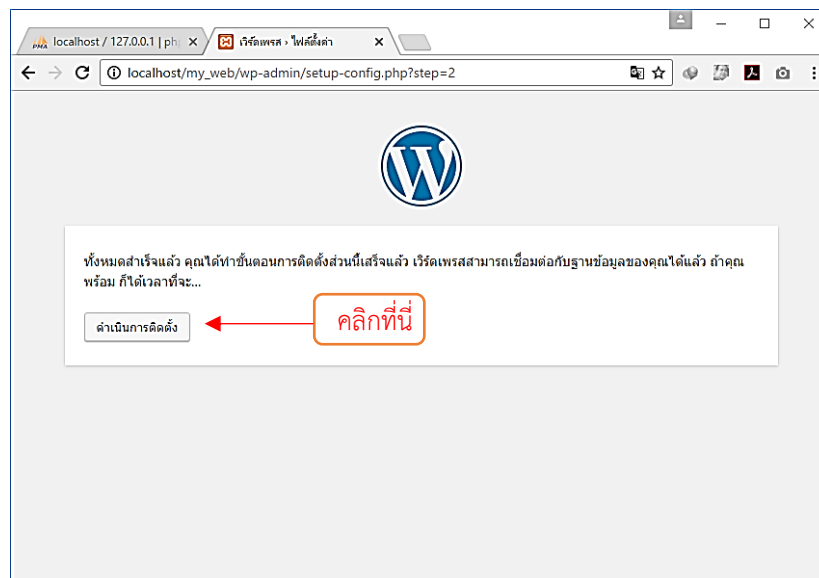 localhost / 127.0.0.1 | ph
เวิร์ดเพรส › ไฟล์ตั้งค่า
localhost/my_web/wp-admin/setup-config.php?step=2
ทั้งหมดสำเร็จแล้ว คุณได้ทำขั้นตอนการติดตั้งส่วนนี้เสร็จแล้ว เวิร์ดเพรสสามารถเชื่อมต่อกับฐานข้อมูลของคุณได้แล้ว ถ้าคุณ
พร้อม ก็ได้เวลาที่จะ...
ดำเนินการติดตั้ง
คลิกที่นี่